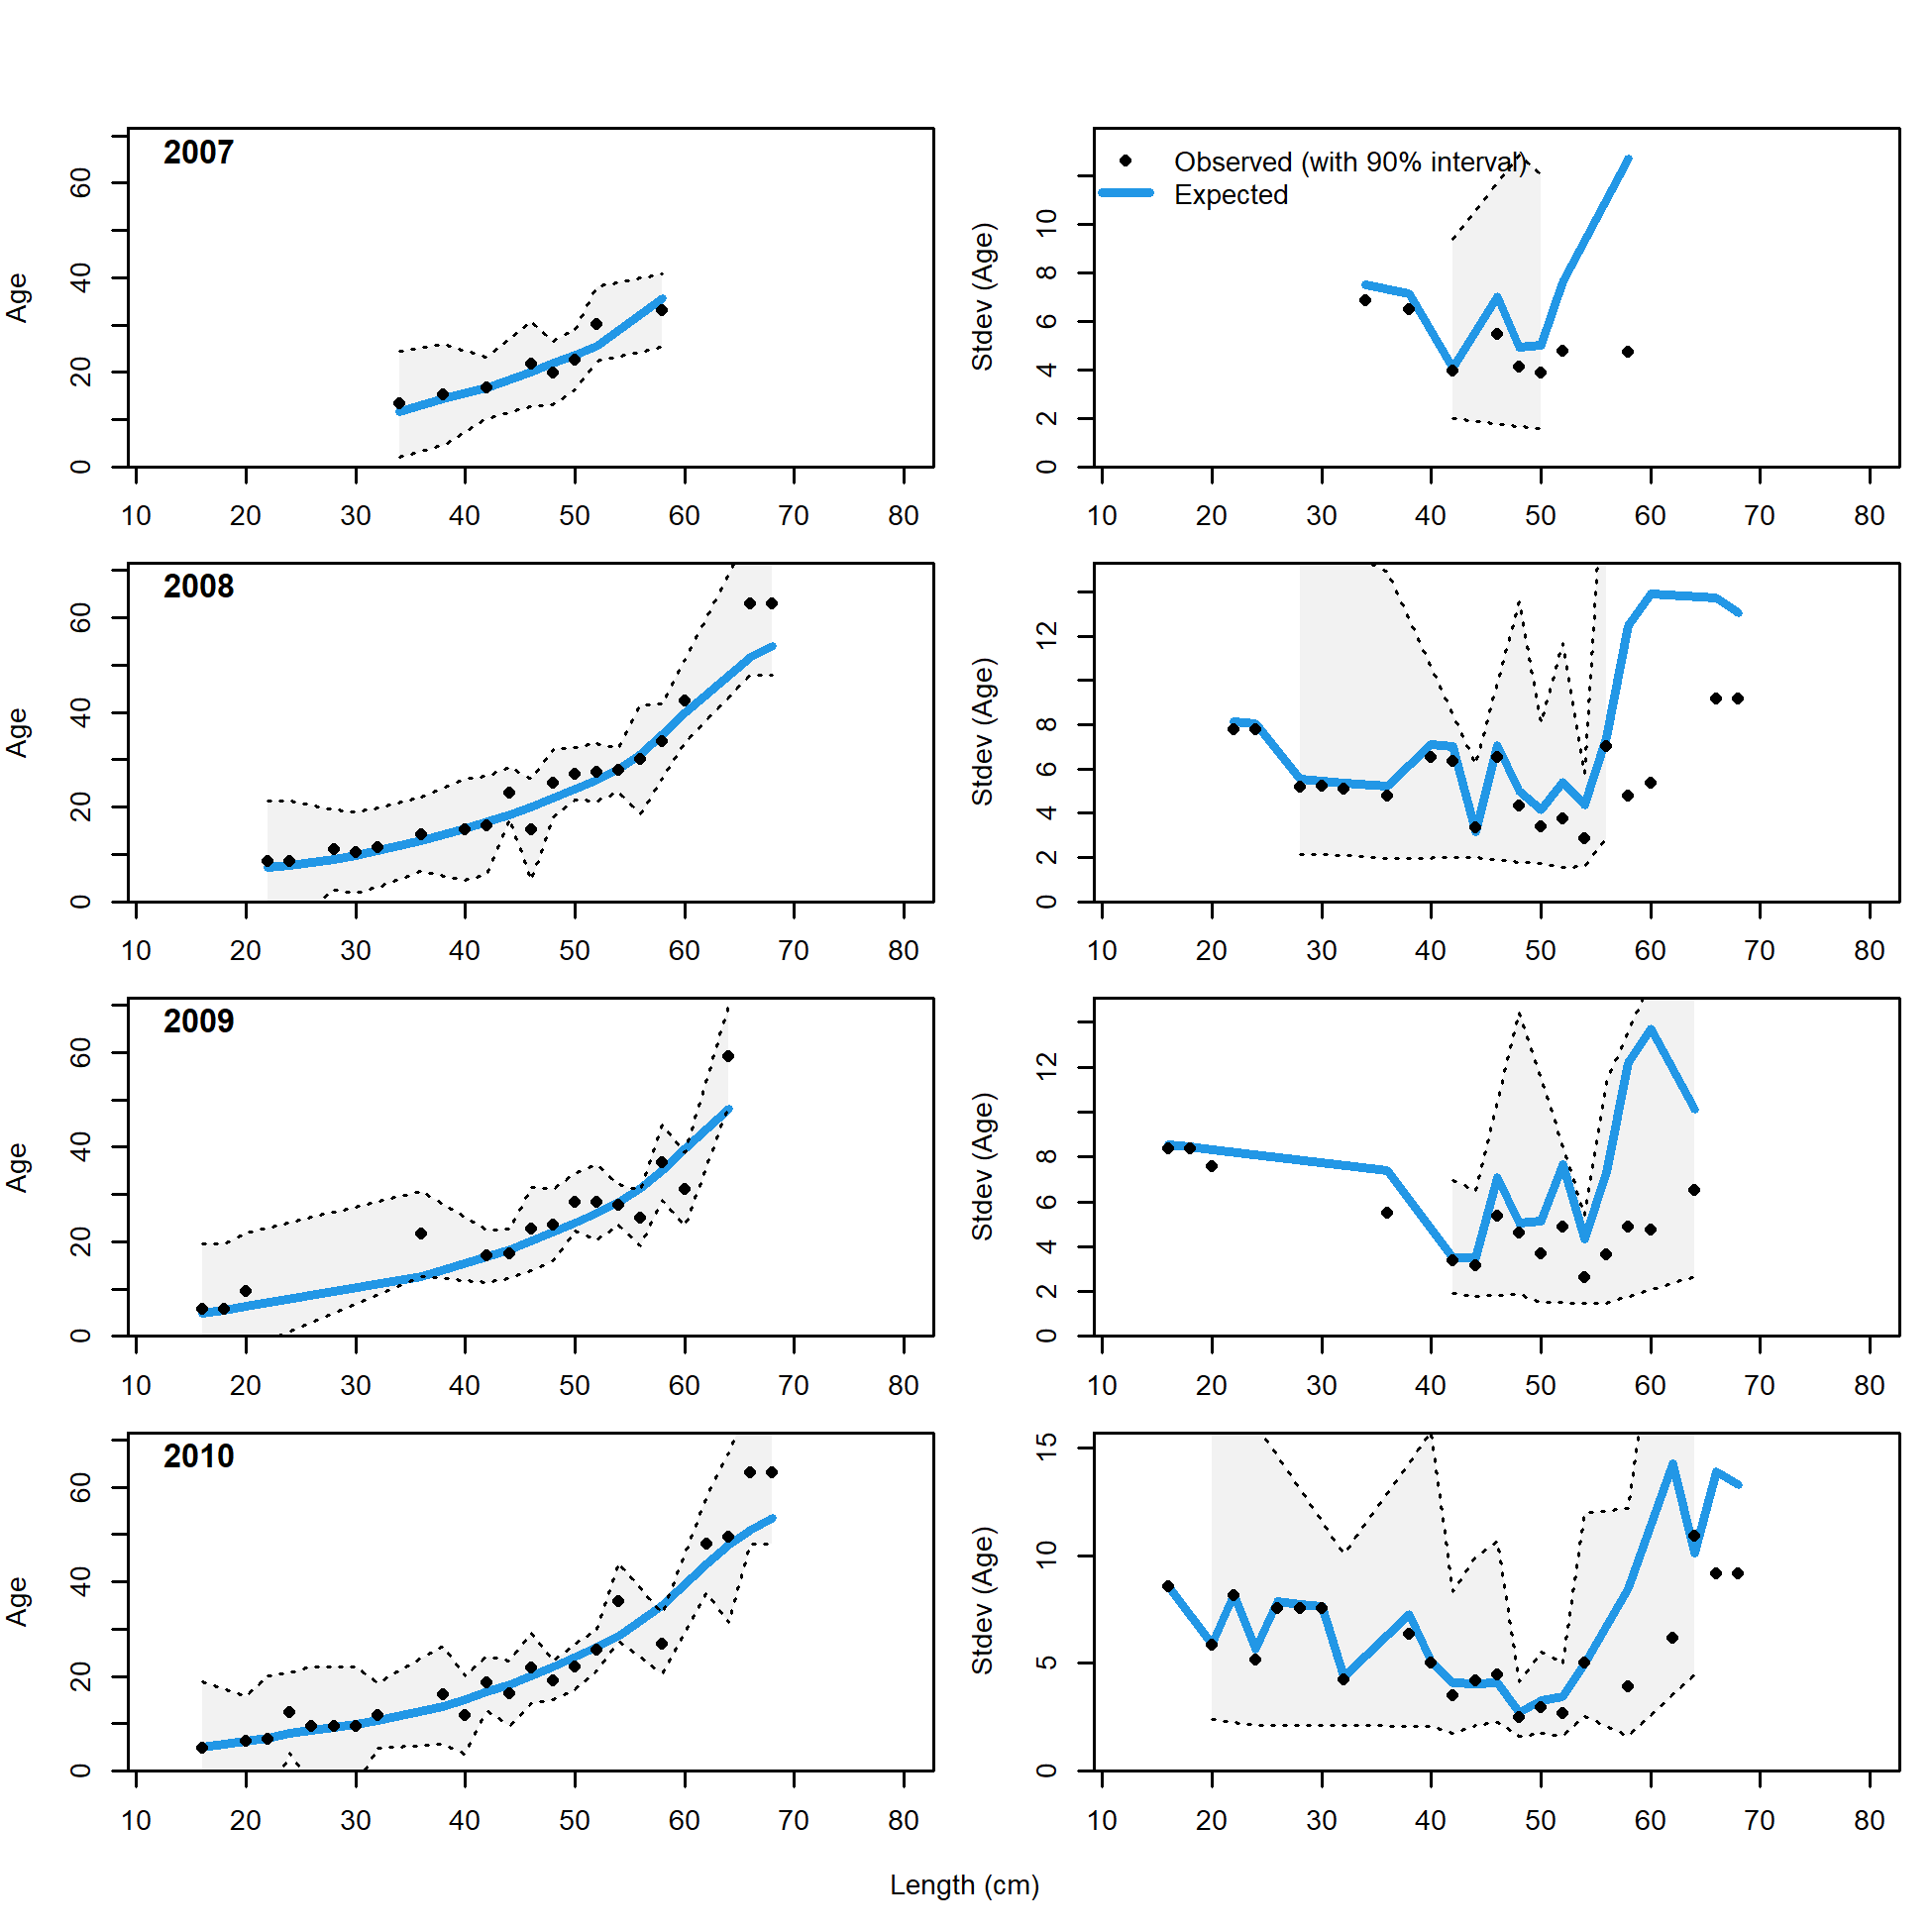 2007
Age
0 20 40 60
10 20 30 40 50 60 70 80
Observed (with 90% interval)
Expected
Stdev (Age)
0 2 4 6 8 10
10 20 30 40 50 60 70 80
2008
Age
0 20 40 60
10 20 30 40 50 60 70 80
Stdev (Age)
0 2 4 6 8 12
10 20 30 40 50 60 70 80
2009
Age
0 20 40 60
10 20 30 40 50 60 70 80
Stdev (Age)
0 2 4 6 8 12
10 20 30 40 50 60 70 80
2010
Age
0 20 40 60
10 20 30 40 50 60 70 80
Stdev (Age)
0 5 10 15
10 20 30 40 50 60 70 80
Length (cm)